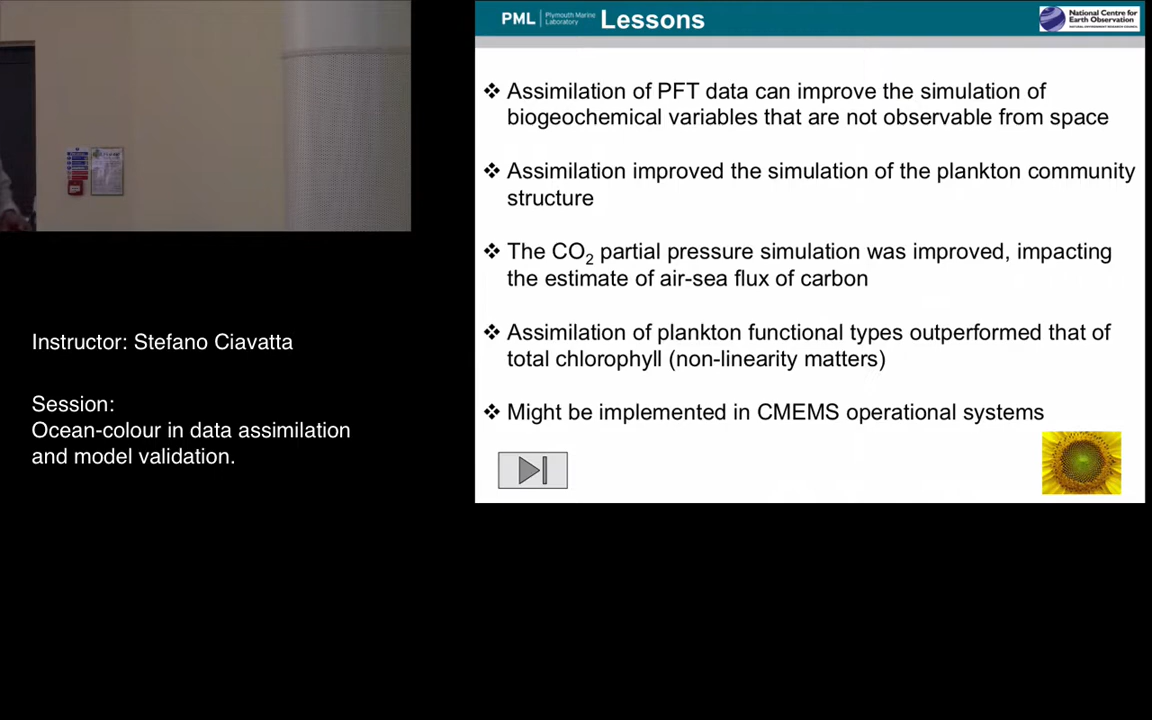 PML
Plymouth Marine
Laboratory
Lessons
National Centre for
Earth Observation
❖ Assimilation of PFT data can improve the simulation of
biogeochemical variables that are not observable from space
❖ Assimilation improved the simulation of the plankton community
structure
❖ The CO₂ partial pressure simulation was improved, impacting
the estimate of air-sea flux of carbon
❖ Assimilation of plankton functional types outperformed that of
total chlorophyll (non-linearity matters)
❖ Might be implemented in CMEMS operational systems
Instructor: Stefano Ciavatta
Session:
Ocean-colour in data assimilation
and model validation.